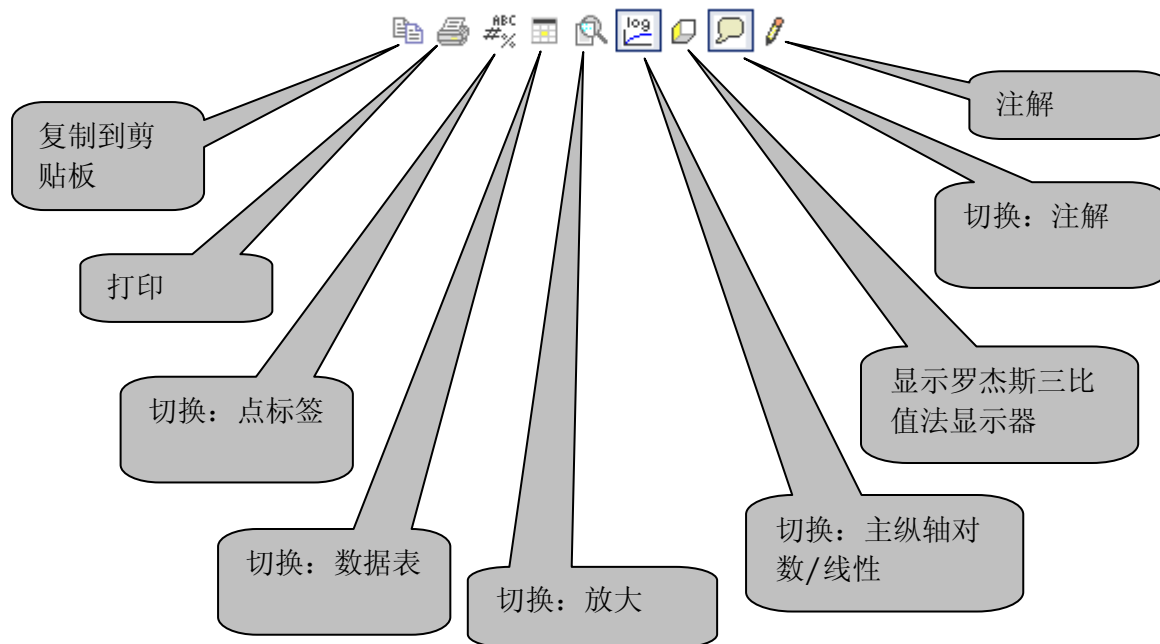 ABC
#%
log
注解
复制到剪
贴板
切换：注解
打印
显示罗杰斯三比
值法显示器
切换：点标签
切换：主纵轴对
数/线性
切换：数据表
切换：放大